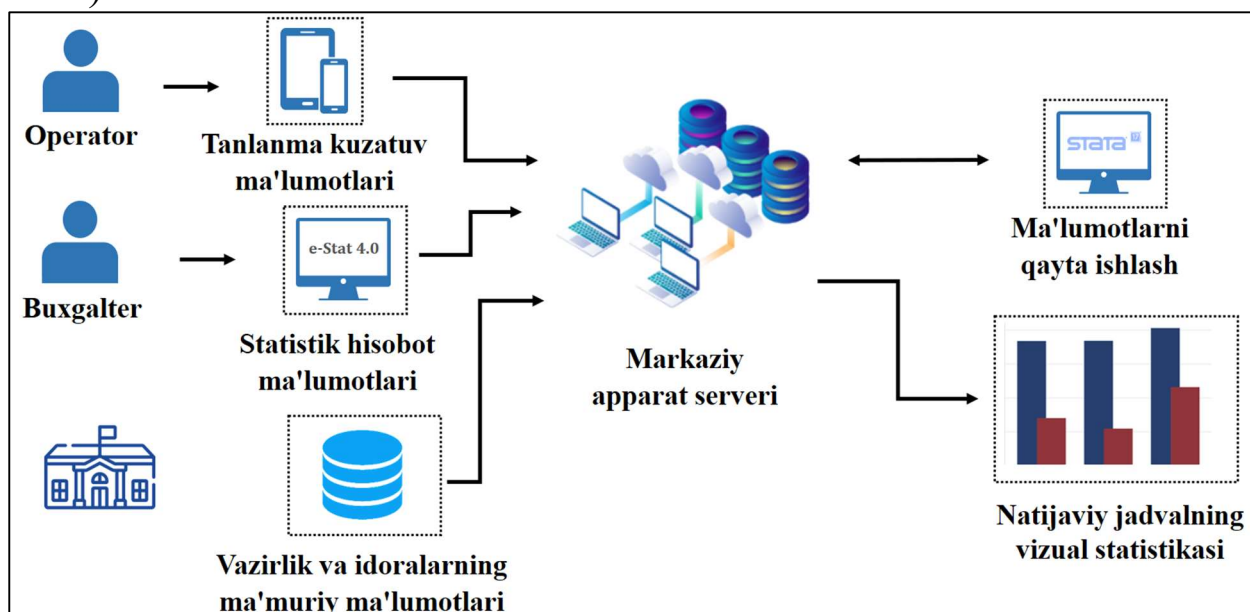 )
Operator
Tanlanma kuzatuv
ma'lumotlari
Buxgalter
e-Stat 4.0
Statistik hisobot
ma'lumotlari
Vazirlik va idoralarning
ma'muriy ma'lumotlari
Markaziy
apparat serveri
STATA
Ma'lumotlarni
qayta ishlash
Natijaviy jadvalning
vizual statistikasi